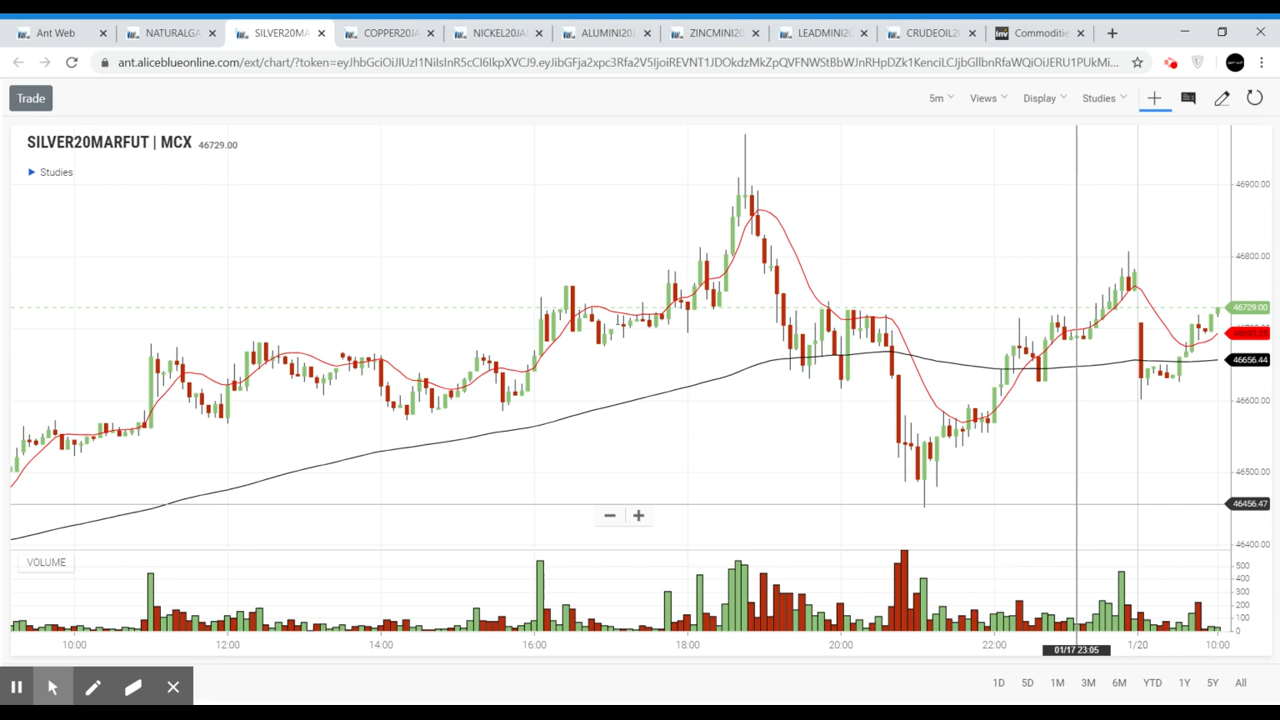 Ant Web NATURALGA SILVER20MA COPPER20JA NICKEL20JAN ALUMINI20 ZINCMINI20 LEADMINI20 CRUDEOIL20 Commoditie
Trade
5m Views Display Studies
SILVER20MARFUT | MCX 46729.00
Studies
46900.00
46800.00
46729.00
46656.44
46600.00
46500.00
46456.47
46400.00
VOLUME
500
400
300
200
100
0
10:00 12:00 14:00 16:00 18:00 20:00 22:00 01/17 23:05 1/20 10:00
1D 5D 1M 3M 6M YTD 1Y 5Y All